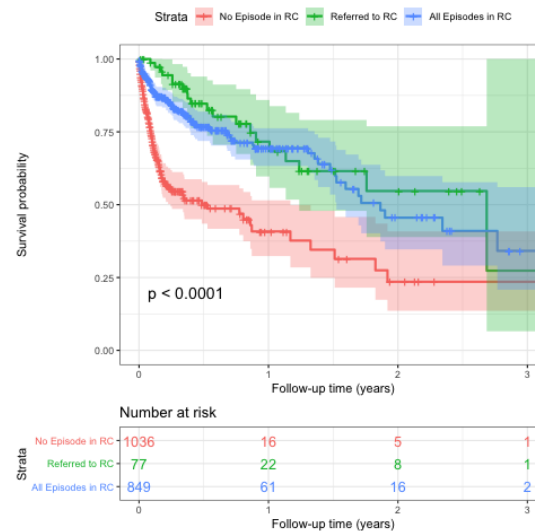 Strata No Episode in RC Referred to RC All Episodes in RC
1.00
0.75
0.50
0.25
0.00
Survival probability
p < 0.0001
0 1 2 3
Follow-up time (years)
Number at risk
Strata
No Episode in RC 1036 16 5 1
Referred to RC 77 22 8 1
All Episodes in RC 849 61 16 2
0 1 2 3
Follow-up time (years)